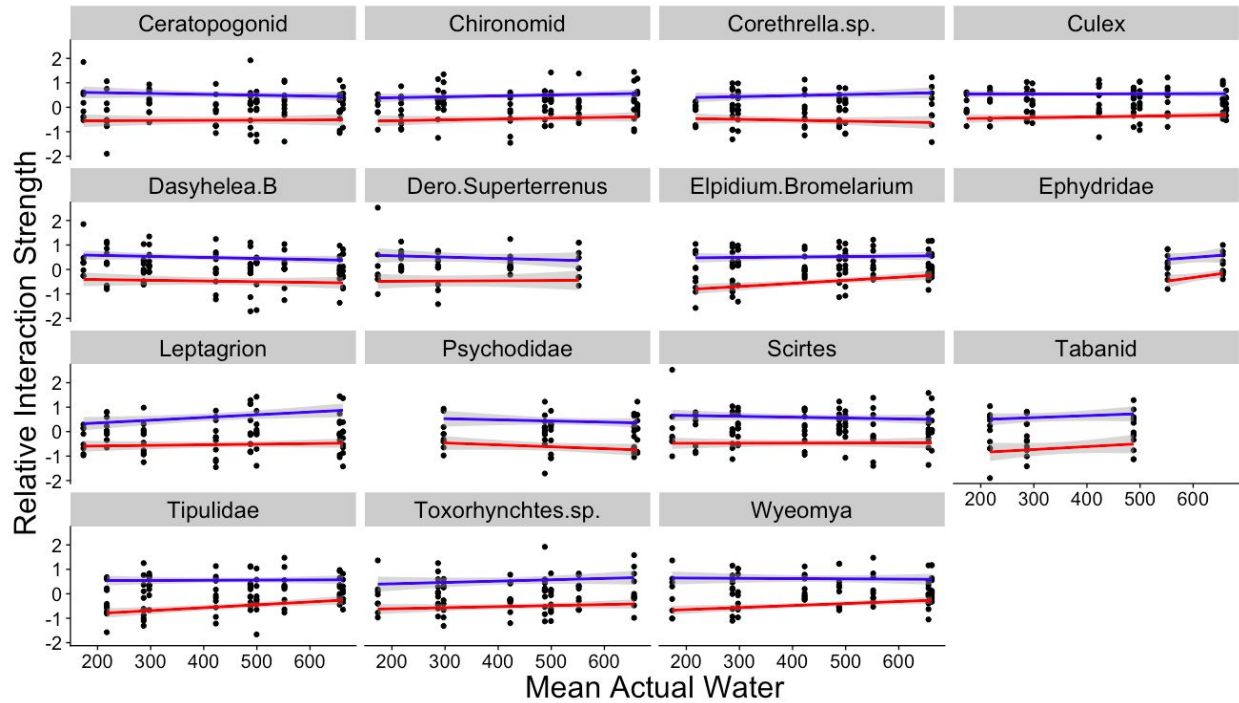 Ceratopogonid Chironomid Corethrella.sp. Culex
2
1
0
-1
-2
Dasyhelea.B Dero.Superterrenus Elpidium.Bromelarium Ephydridae
2
1
0
-1
-2
Relative Interaction Strength
Leptagrion Psychodidae Scirtes Tabanid
2
1
0
-1
-2
200 300 400 500 600
Tipulidae Toxorhynchtes.sp. Wyeomya
2
1
0
-1
-2
200 300 400 500 600 200 300 400 500 600 200 300 400 500 600
Mean Actual Water